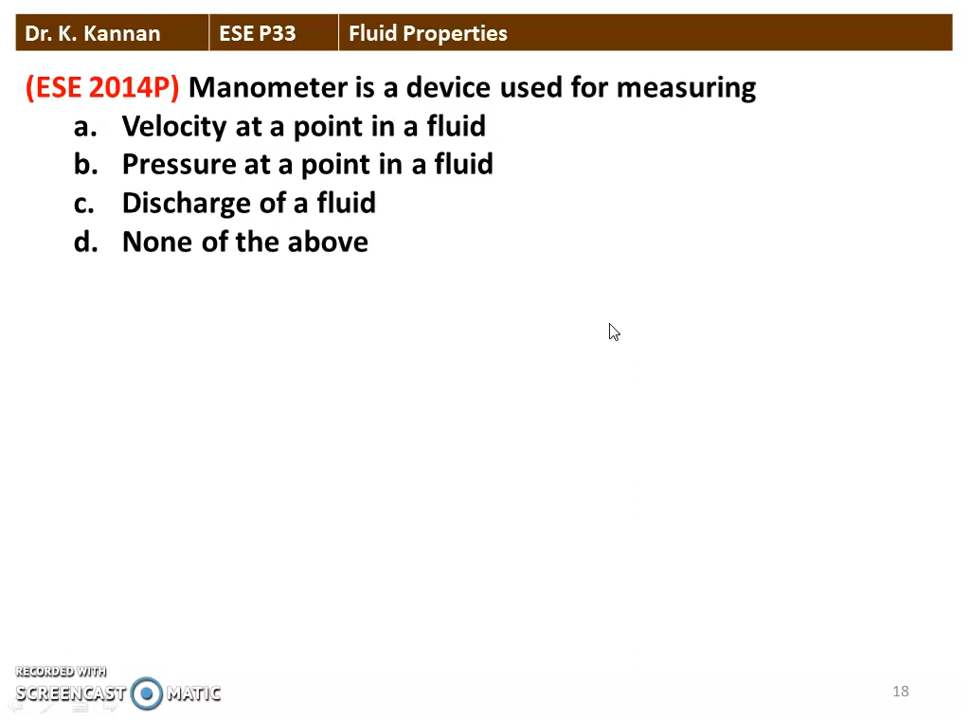 Dr. K. Kannan ESE P33 Fluid Properties
(ESE 2014P) Manometer is a device used for measuring
a. Velocity at a point in a fluid
b. Pressure at a point in a fluid
c. Discharge of a fluid
d. None of the above
RECORDED WITH
SCREENCAST MATIC
18